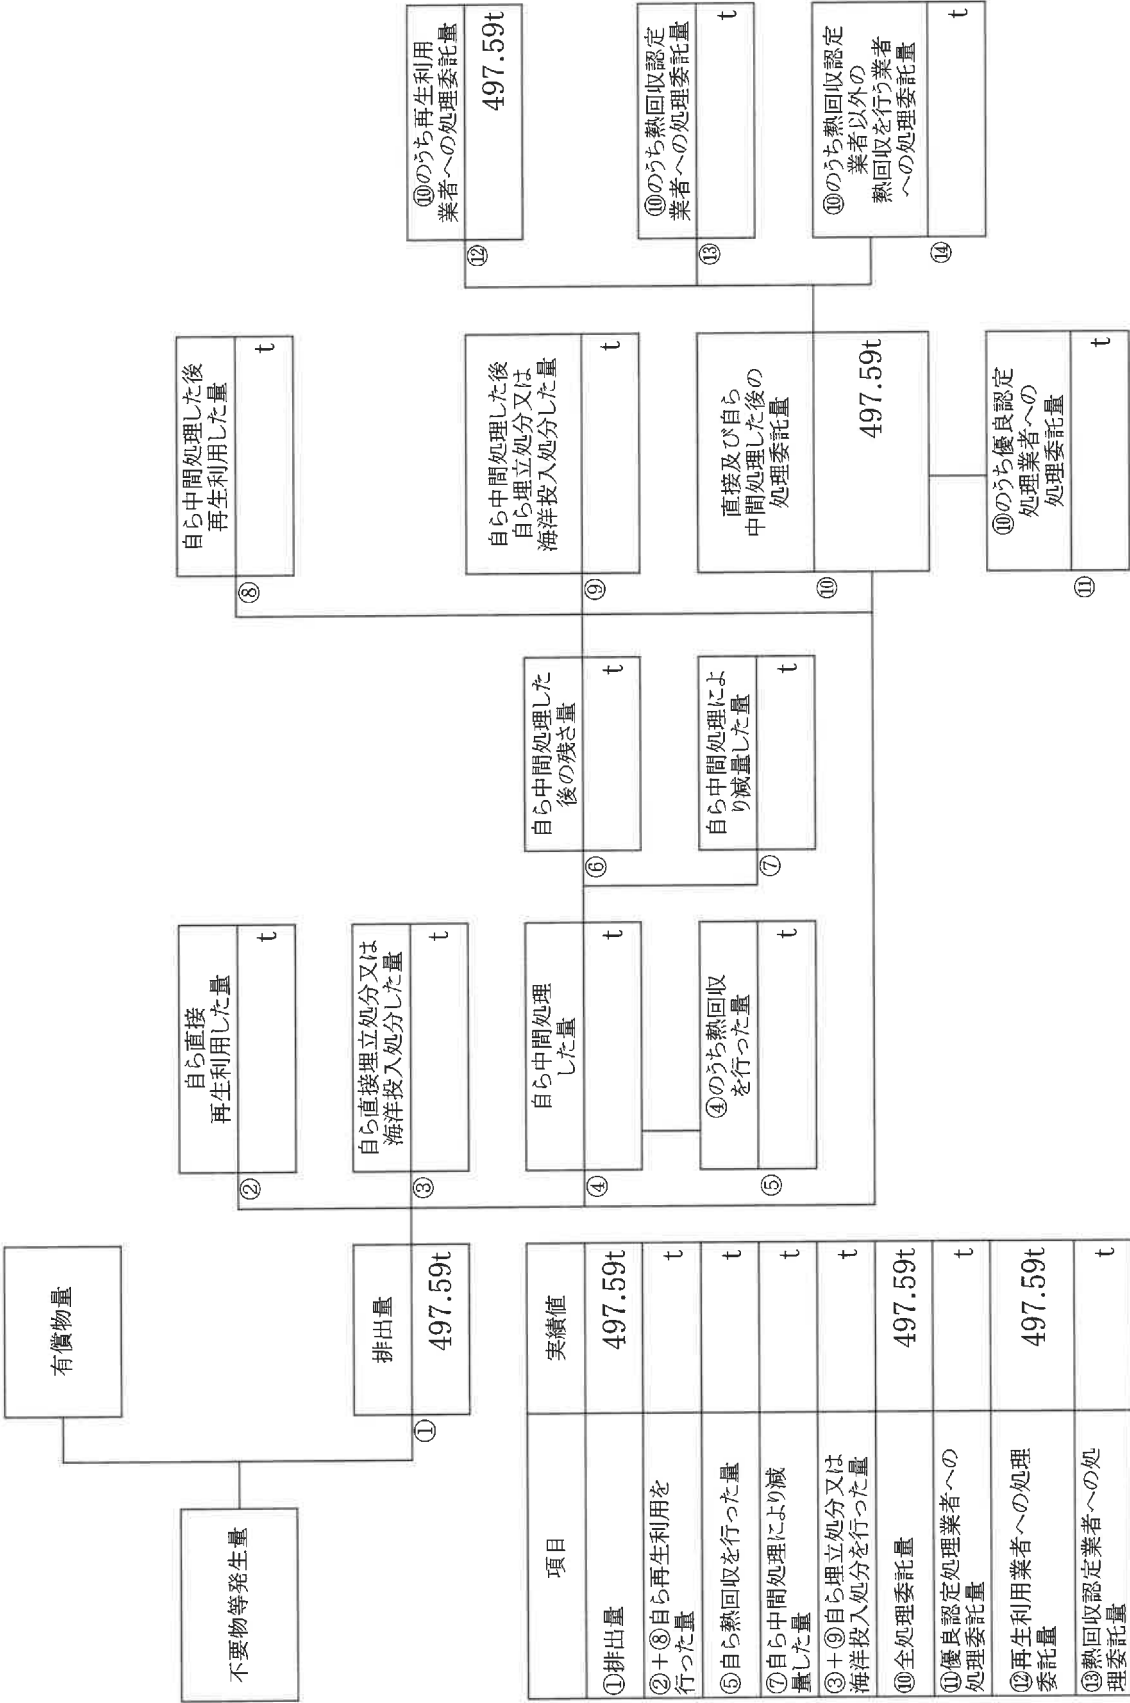 不要物等発生量
有償物量
排出量
① 497.59t
自ら直接
再生利用した量
② t
自ら直接埋立処分又は
海洋投入処分した量
③ t
自ら中間処理
した量
④ t
④のうち熱回収
を行った量
⑤ t
自ら中間処理した
後の残さ量
⑥ t
自ら中間処理によ
り減量した量
⑦ t
自ら中間処理した後
再生利用した量
⑧ t
自ら中間処理した後
自ら埋立処分又は
海洋投入処分した量
⑨ t
直接及び自ら
中間処理した後の
処理委託量
⑩ 497.59t
⑩のうち優良認定
処理業者への
処理委託量
⑪ t
⑩のうち再生利用
業者への処理委託量
⑫ 497.59t
⑩のうち熱回収認定
業者への処理委託量
⑬ t
⑩のうち熱回収認定
業者以外の
熱回収を行う業者
への処理委託量
⑭ t
項目 実績値
①排出量 497.59t
②+⑧自ら再生利用を
行った量 t
⑤自ら熱回収を行った量 t
⑦自ら中間処理により減
量した量 t
③+⑨自ら埋立処分又は
海洋投入処分を行った量 t
⑩全処理委託量 497.59t
⑪優良認定処理業者への
処理委託量 t
⑫再生利用業者への処理
委託量 497.59t
⑬熱回収認定業者への処
理委託量 t